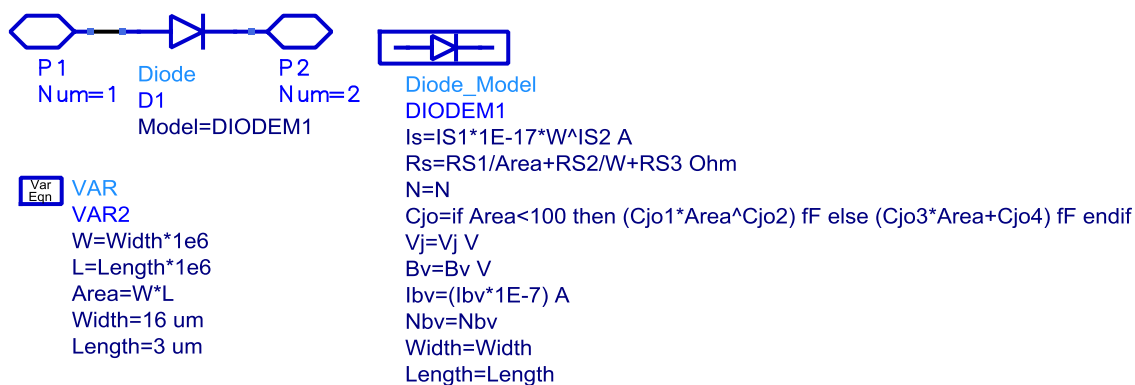 P1
Num=1
Diode
D1
Model=DIODEM1
P2
Num=2
Diode_Model
DIODEM1
Is=IS1*1E-17*W^IS2 A
Rs=RS1/Area+RS2/W+RS3 Ohm
N=N
Cjo=if Area<100 then (Cjo1*Area^Cjo2) fF else (Cjo3*Area+Cjo4) fF endif
Vj=Vj V
Bv=Bv V
Ibv=(Ibv*1E-7) A
Nbv=Nbv
Width=Width
Length=Length
Var
Eqn
VAR
VAR2
W=Width*1e6
L=Length*1e6
Area=W*L
Width=16 um
Length=3 um